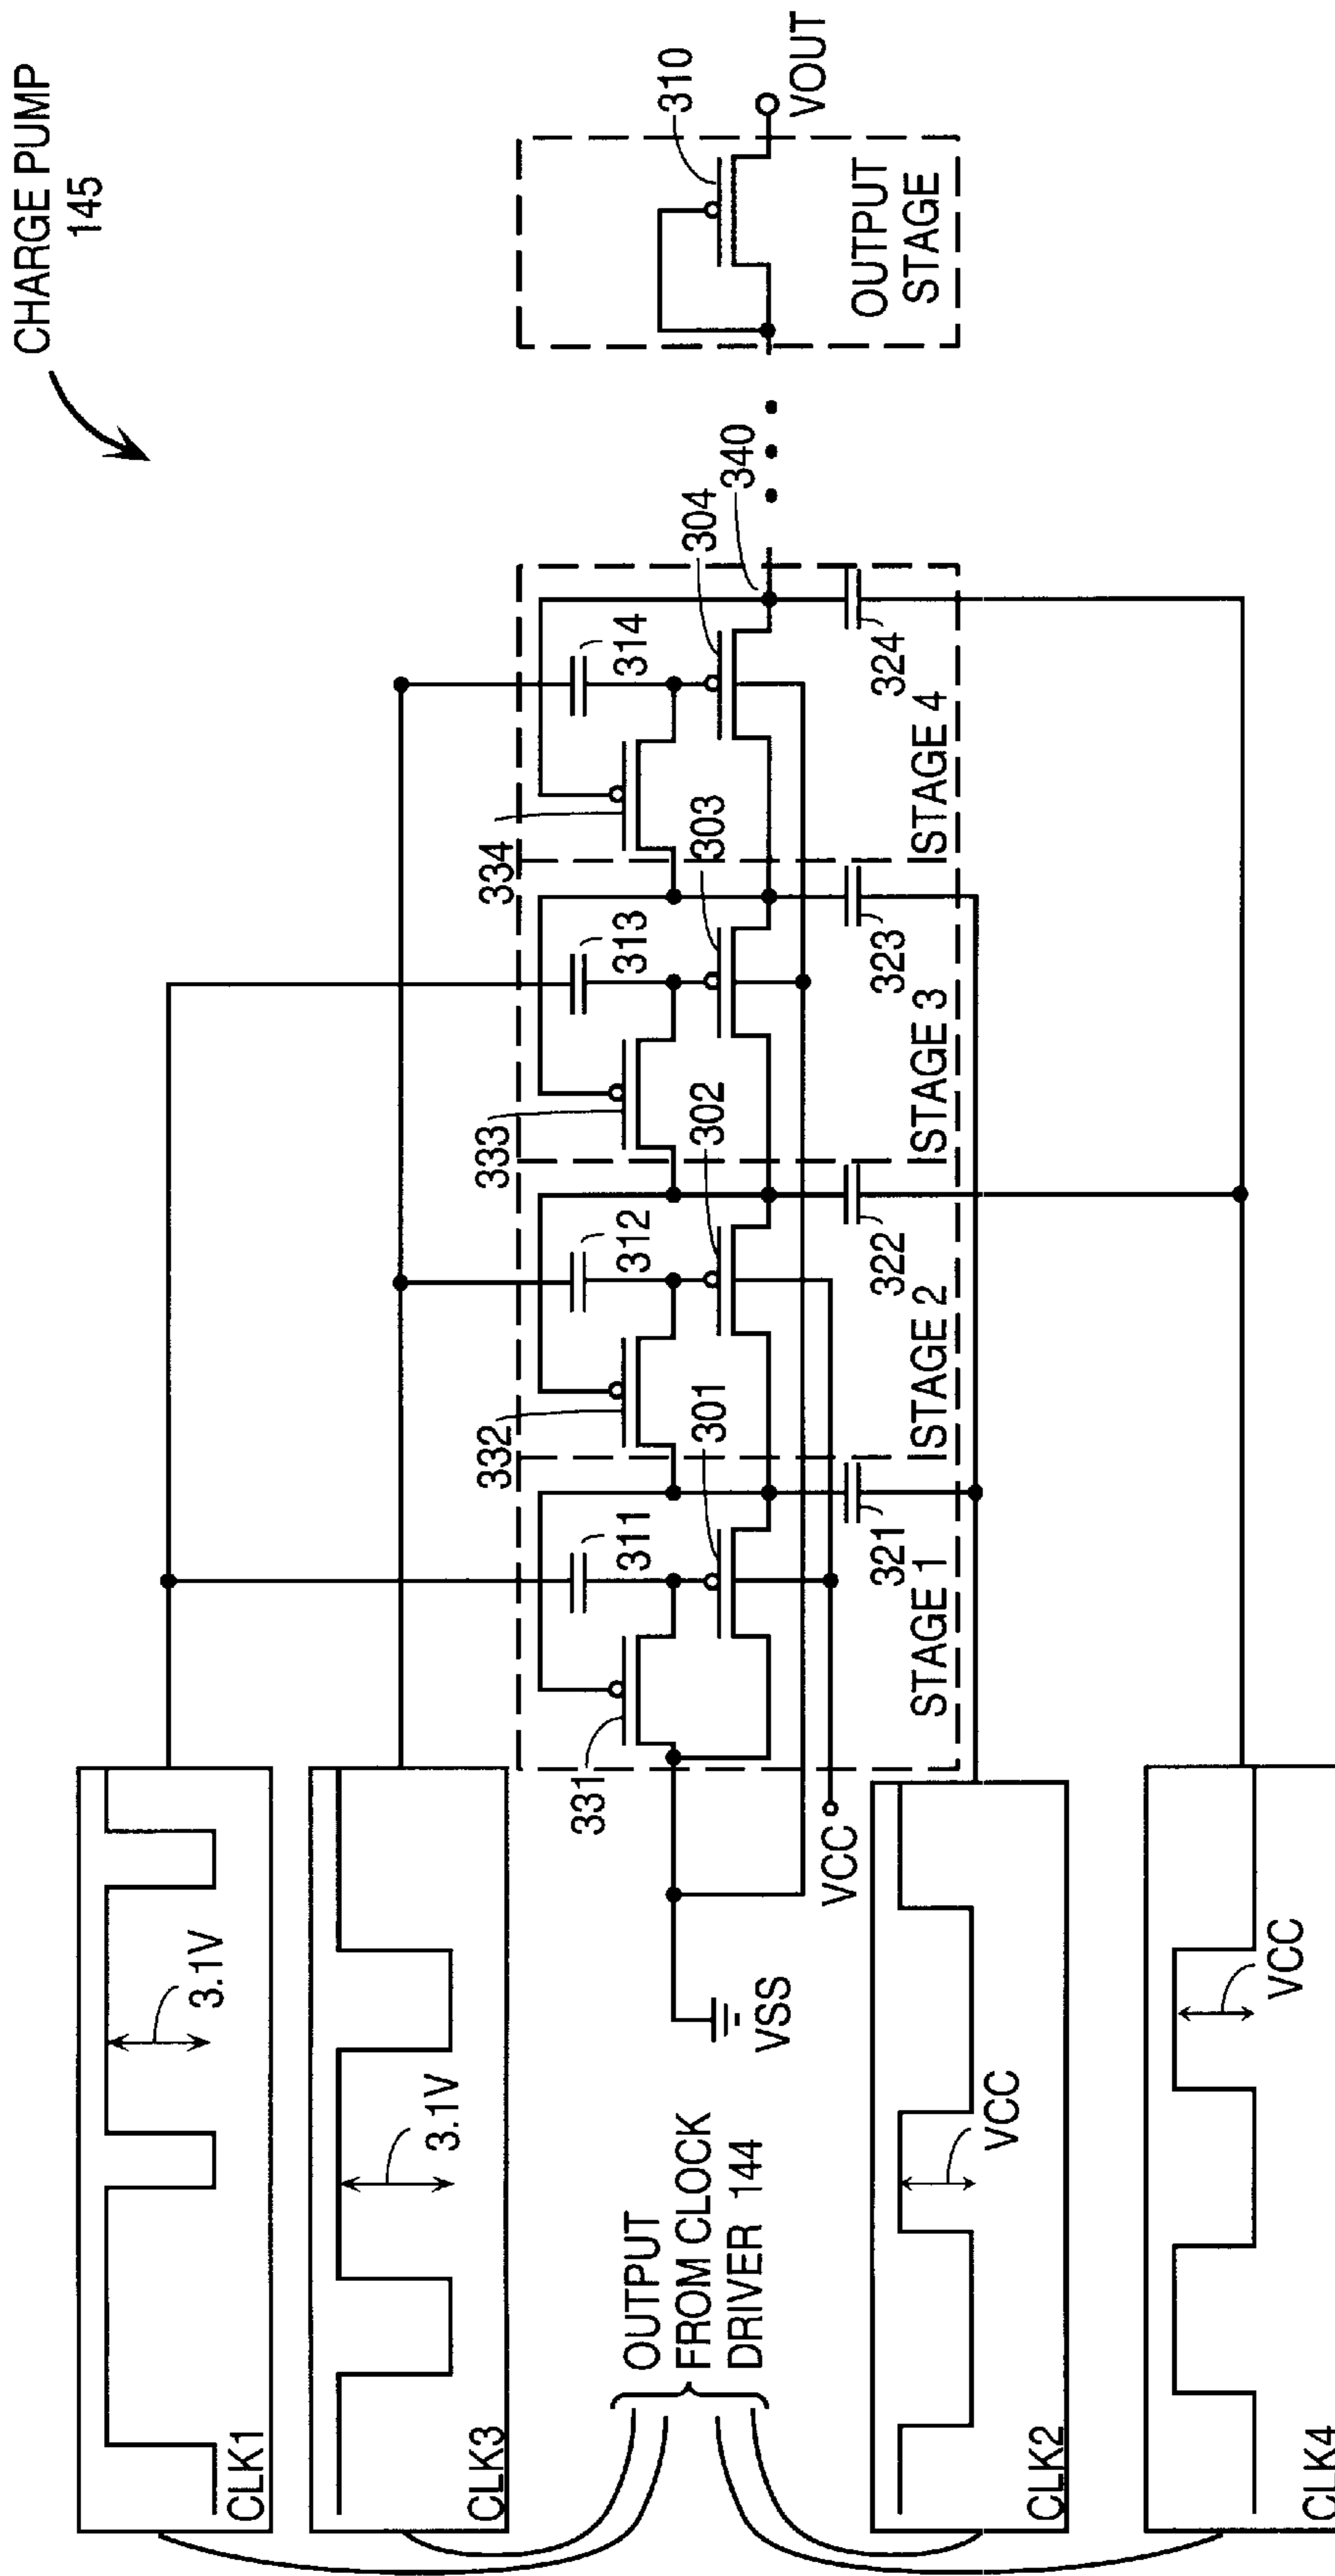 CHARGE PUMP
145
CLK1
3.1V
CLK3
3.1V
OUTPUT
FROM CLOCK
DRIVER 144
VSS
VCC
CLK2
VCC
CLK4
VCC
331
311
301
321
STAGE 1
332
312
302
322
STAGE 2
333
313
303
323
STAGE 3
334
314
304
324
STAGE 4
340
310
OUTPUT
STAGE
VOUT